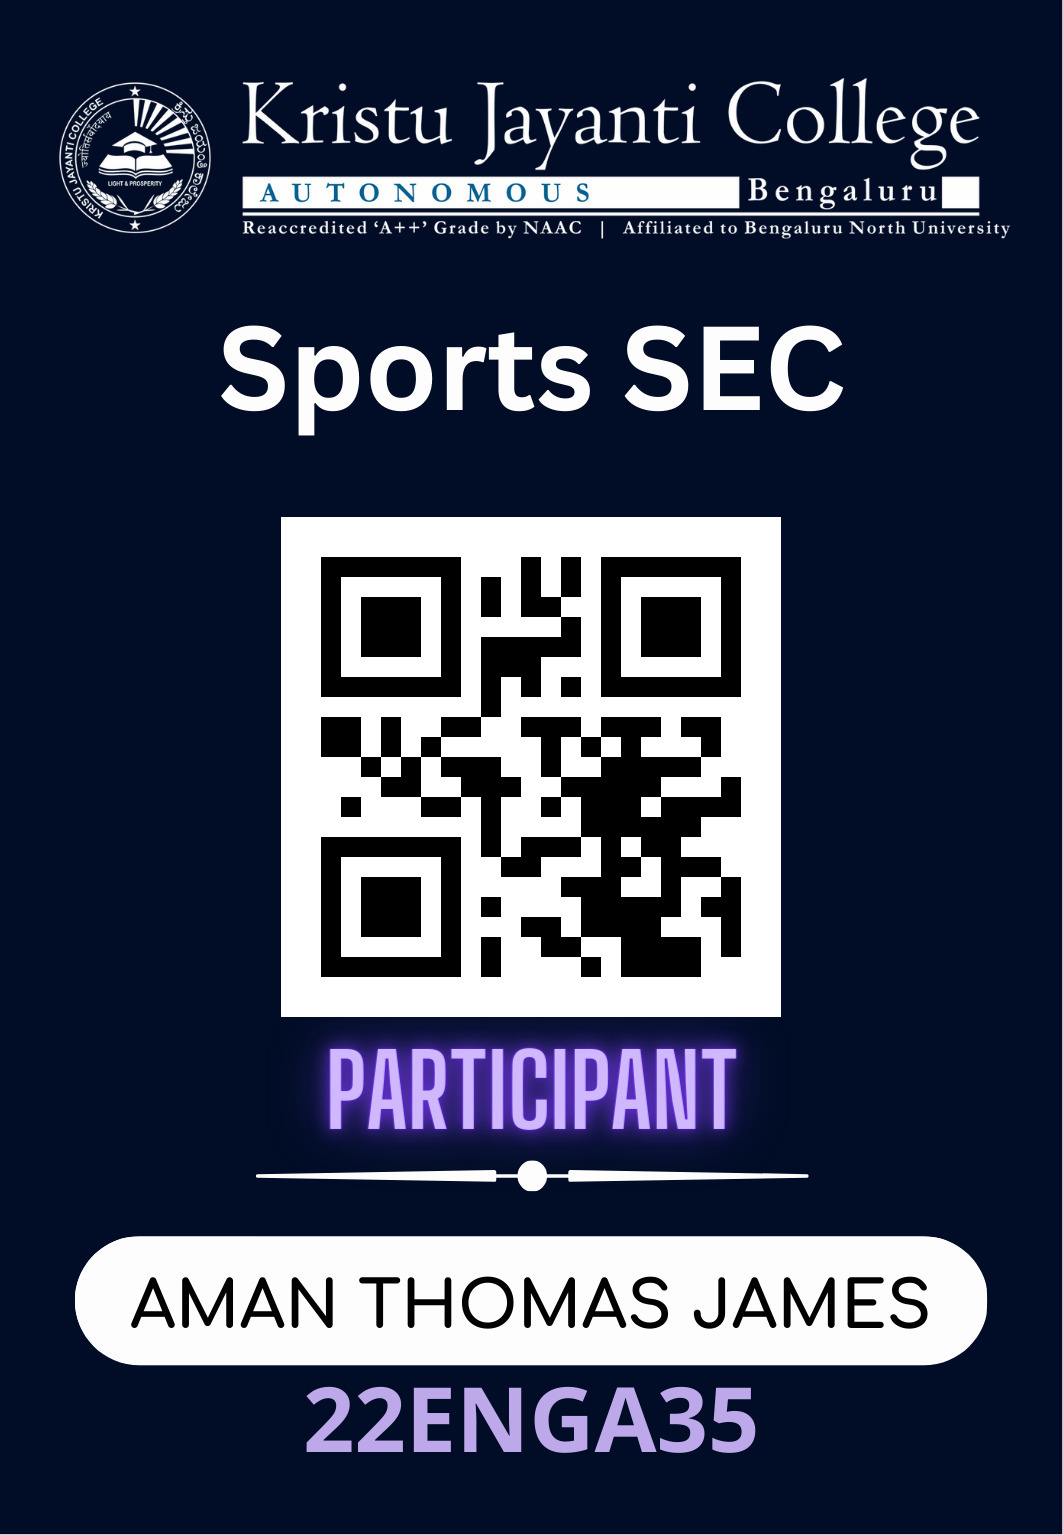 Kristu Jayanti College
AUTONOMOUS Bengaluru
Reaccredited ‘A++’ Grade by NAAC | Affiliated to Bengaluru North University
KRISTU JAYANTI COLLEGE
LIGHT & PROSPERITY
Sports SEC
PARTICIPANT
AMAN THOMAS JAMES
22ENGA35